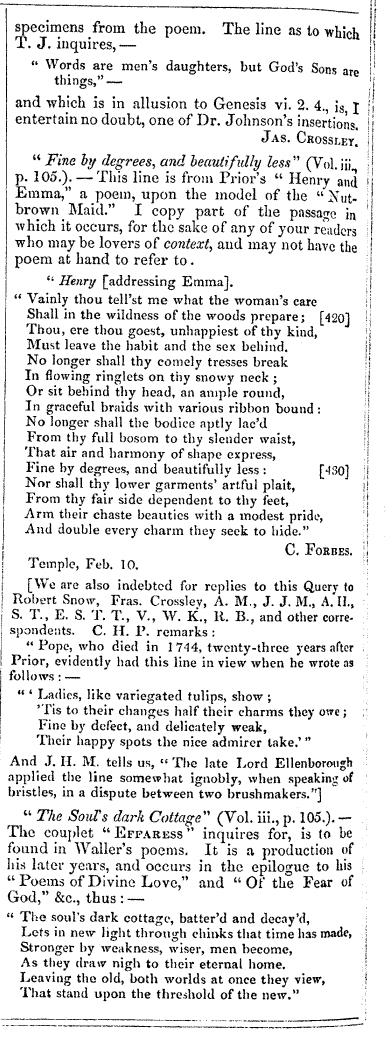 specimens from the poem. The line as to which
T. J. inquires, —
" Words are men's daughters, but God's Sons are
things," —
and which is in allusion to Genesis vi. 2. 4., is, I
entertain no doubt, one of Dr. Johnson's insertions.
JAS. CROSSLEY.
" Fine by degrees, and beautifully less" (Vol. iii.,
p. 105.). — This line is from Prior's " Henry and
Emma," a poem, upon the model of the " Nut-
brown Maid." I copy part of the passage in
which it occurs, for the sake of any of your readers
who may be lovers of context, and may not have the
poem at hand to refer to.
" Henry [addressing Emma].
" Vainly thou tell'st me what the woman's care
Shall in the wildness of the woods prepare; [420]
Thou, ere thou goest, unhappiest of thy kind,
Must leave the habit and the sex behind.
No longer shall thy comely tresses break
In flowing ringlets on thy snowy neck;
Or sit behind thy head, an ample round,
In graceful braids with various ribbon bound:
No longer shall the bodice aptly lac'd
From thy full bosom to thy slender waist,
That air and harmony of shape express,
Fine by degrees, and beautifully less: [430]
Nor shall thy lower garments' artful plait,
From thy fair side dependent to thy feet,
Arm their chaste beauties with a modest pride,
And double every charm they seek to hide."
C. FORBES.
Temple, Feb. 10.
[We are also indebted for replies to this Query to
Robert Snow, Fras. Crossley, A. M., J. J. M., A. H.,
S. T., E. S. T. T., V., W. K., R. B., and other corre-
spondents. C. H. P. remarks:
" Pope, who died in 1744, twenty-three years after
Prior, evidently had this line in view when he wrote as
follows: —
" ' Ladies, like variegated tulips, show;
'Tis to their changes half their charms they owe;
Fine by defect, and delicately weak,
Their happy spots the nice admirer take.' "
And J. H. M. tells us, " The late Lord Ellenborough
applied the line somewhat ignobly, when speaking of
bristles, in a dispute between two brushmakers."]
" The Soul's dark Cottage" (Vol. iii., p. 105.). —
The couplet " EFFARESS" inquires for, is to be
found in Waller's poems. It is a production of
his later years, and occurs in the epilogue to his
" Poems of Divine Love," and " Of the Fear of
God," &c., thus: —
" The soul's dark cottage, batter'd and decay'd,
Lets in new light through chinks that time has made,
Stronger by weakness, wiser, men become,
As they draw nigh to their eternal home.
Leaving the old, both worlds at once they view,
That stand upon the threshold of the new."